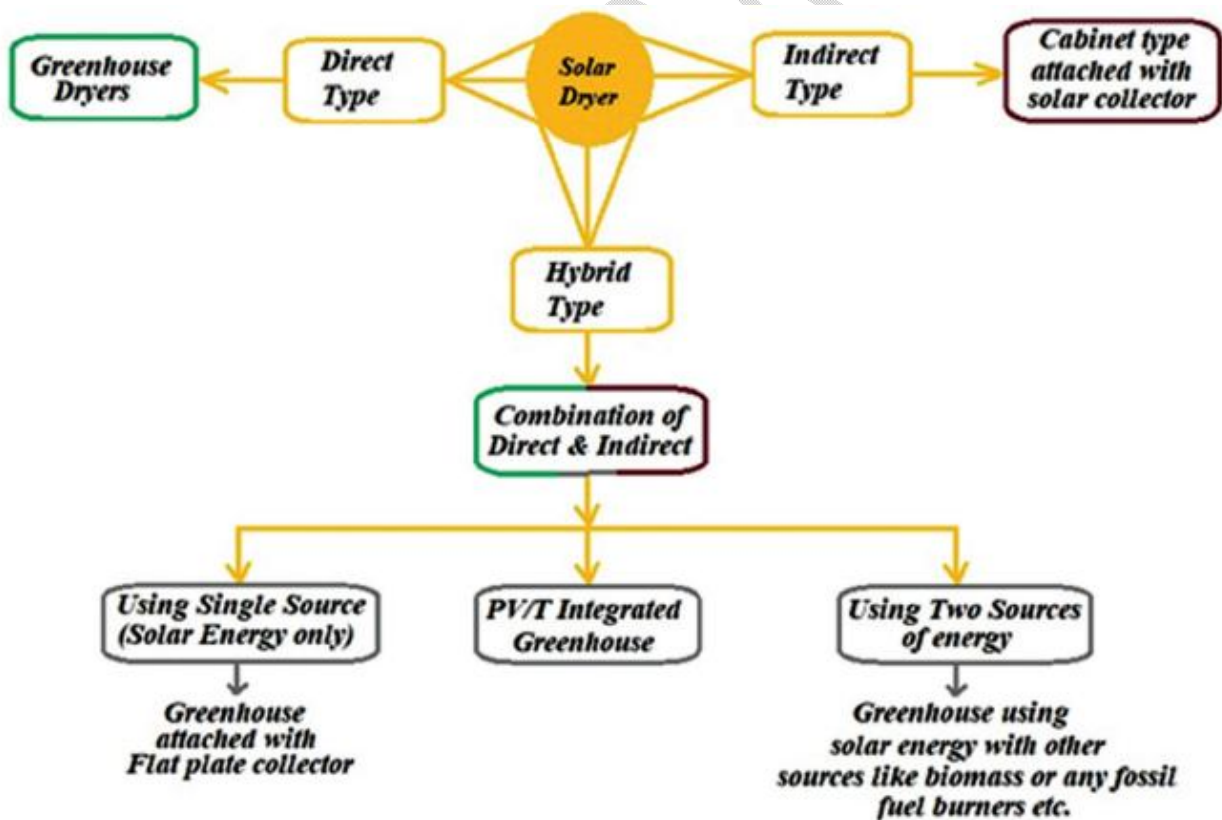 Greenhouse
Dryers
Direct
Type
Solar
Dryer
Indirect
Type
Cabinet type
attached with
solar collector
Hybrid
Type
Combination of
Direct & Indirect
Using Single Source
(Solar Energy only)
PV/T Integrated
Greenhouse
Using Two Sources
of energy
Greenhouse
attached with
Flat plate collector
Greenhouse using
solar energy with other
sources like biomass or any fossil
fuel burners etc.